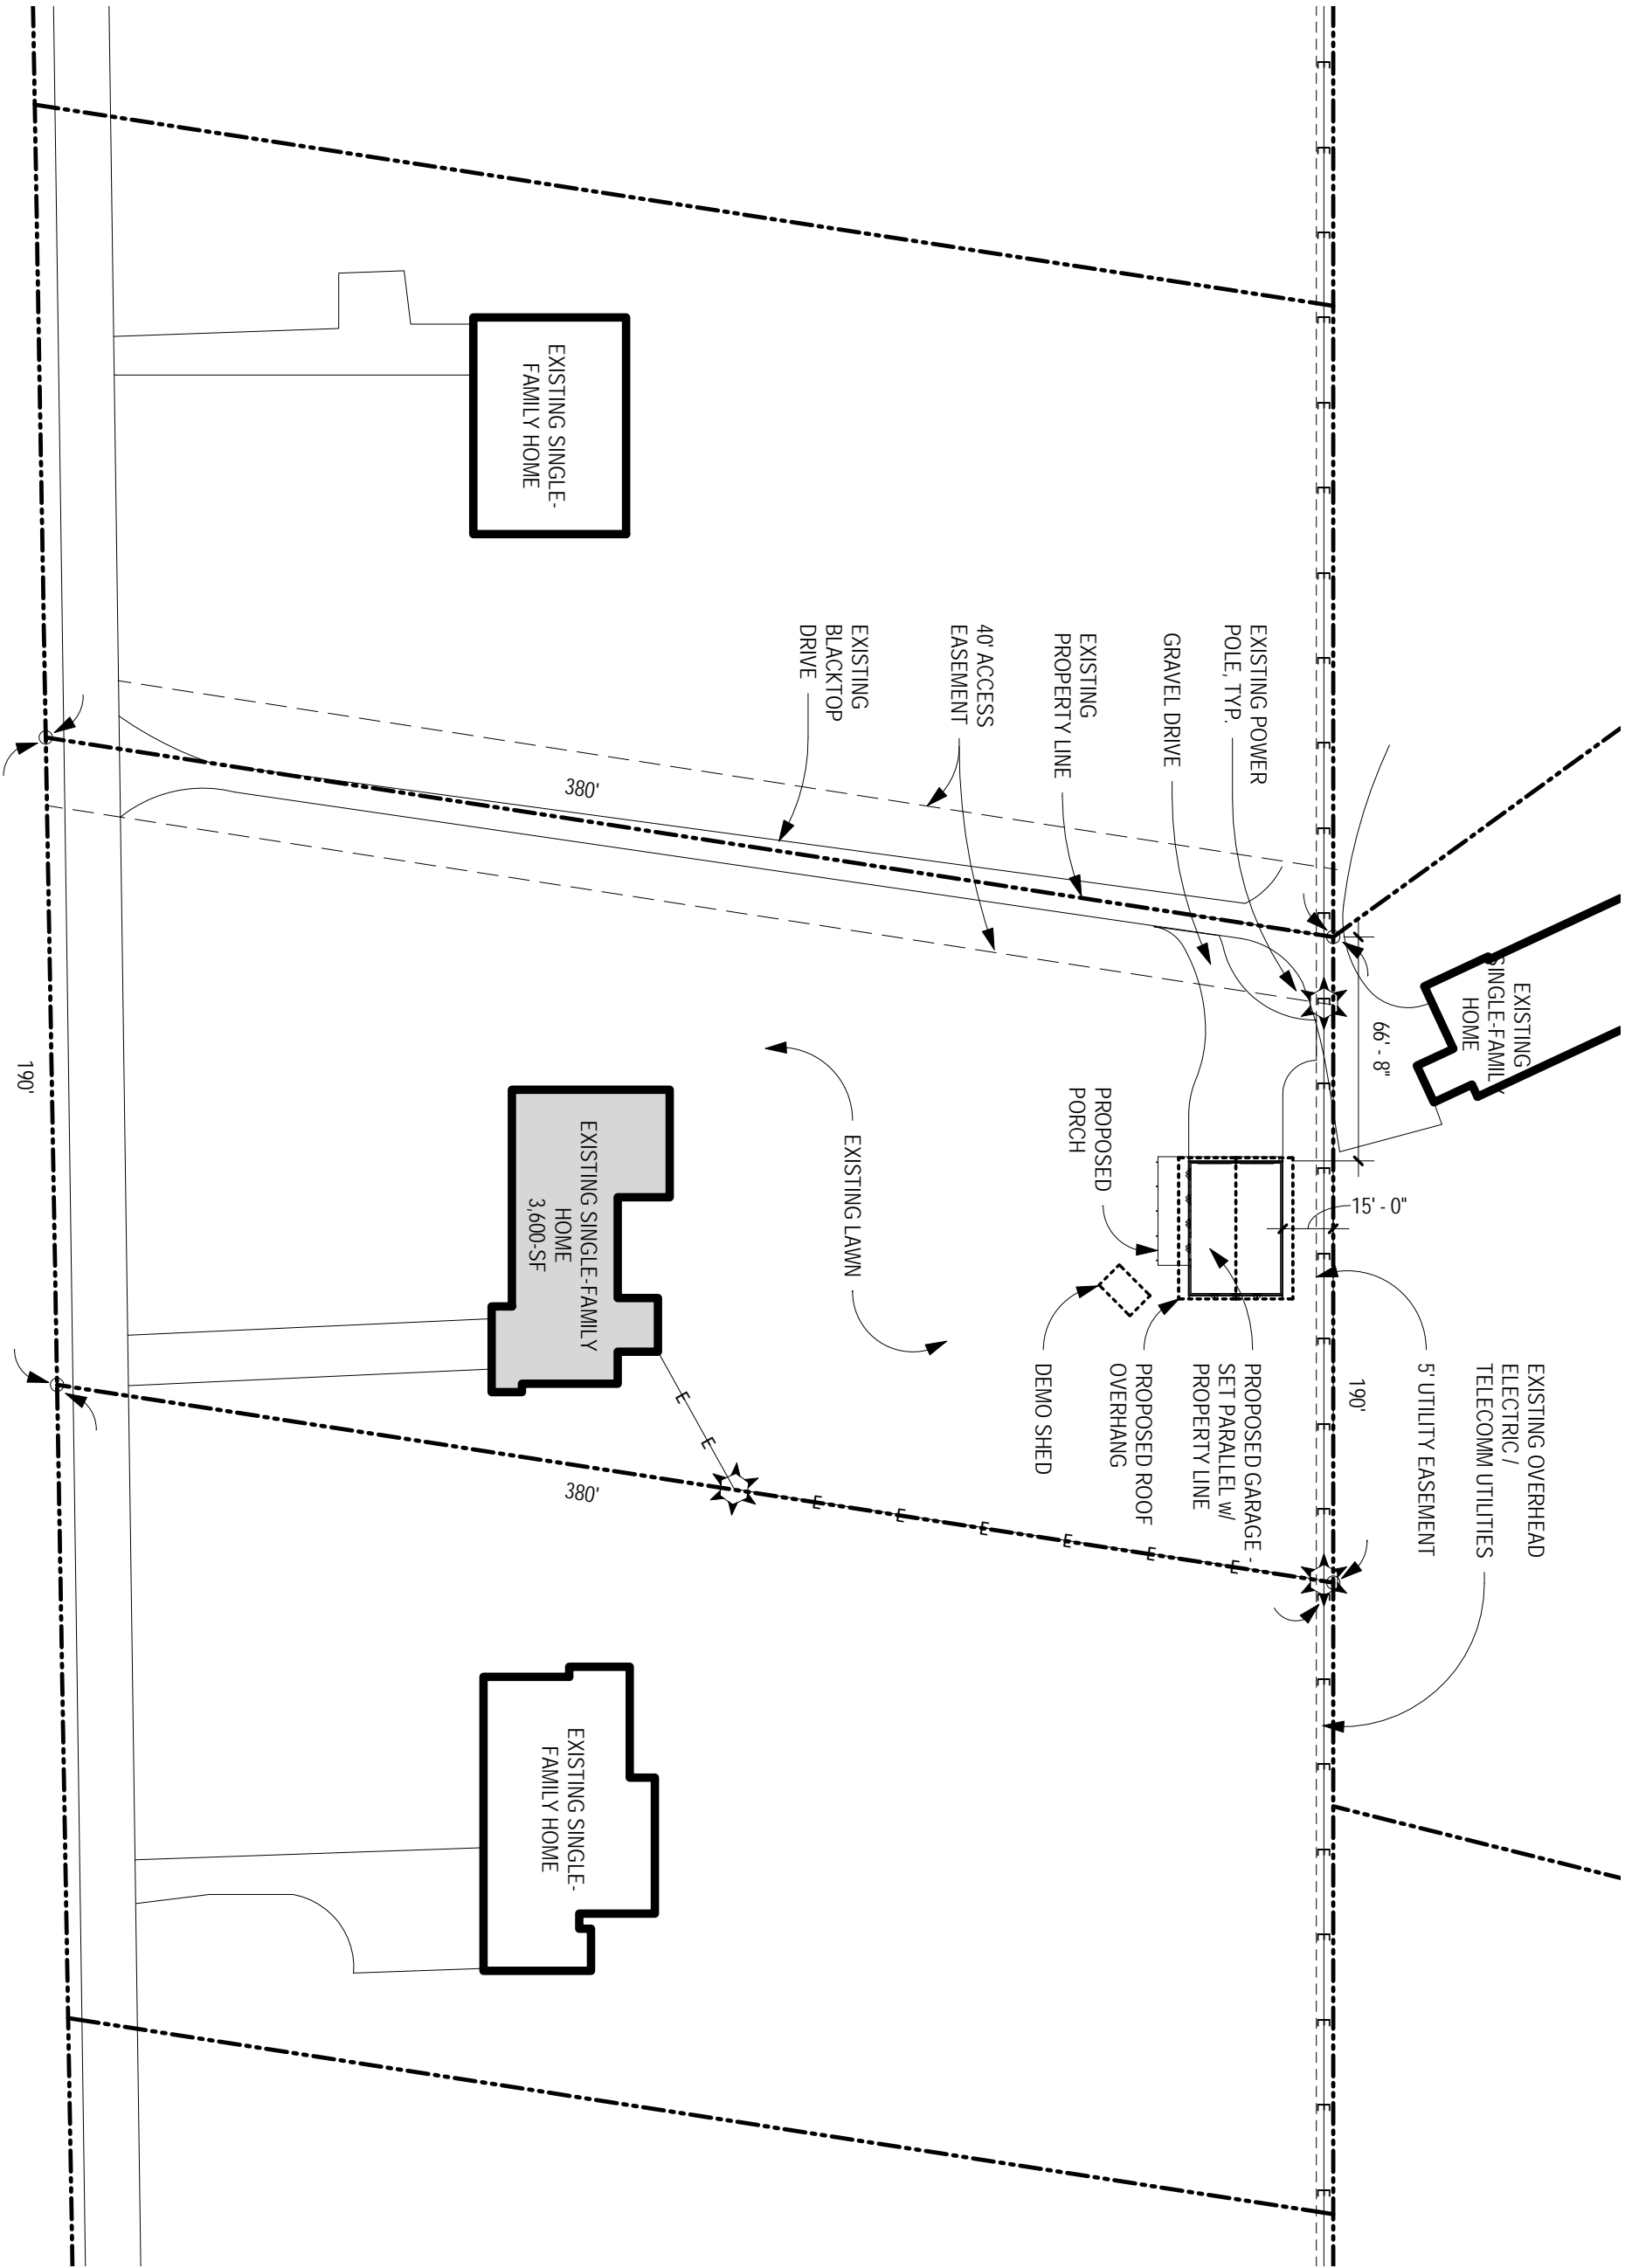 EXISTING
SINGLE-FAMILY
HOME
66' - 8"
15' - 0"
EXISTING OVERHEAD
ELECTRIC /
TELECOMM UTILITIES
5' UTILITY EASEMENT
190'
EXISTING POWER
POLE, TYP.
GRAVEL DRIVE
EXISTING
PROPERTY LINE
40' ACCESS
EASEMENT
EXISTING
BLACKTOP
DRIVE
PROPOSED
PORCH
PROPOSED GARAGE -
SET PARALLEL w/
PROPERTY LINE
PROPOSED ROOF
OVERHANG
DEMO SHED
EXISTING LAWN
380'
380'
EXISTING SINGLE-
FAMILY HOME
EXISTING SINGLE-FAMILY
HOME
3,600-SF
EXISTING SINGLE-
FAMILY HOME
190'
E
E
E
E
E
E
E
E